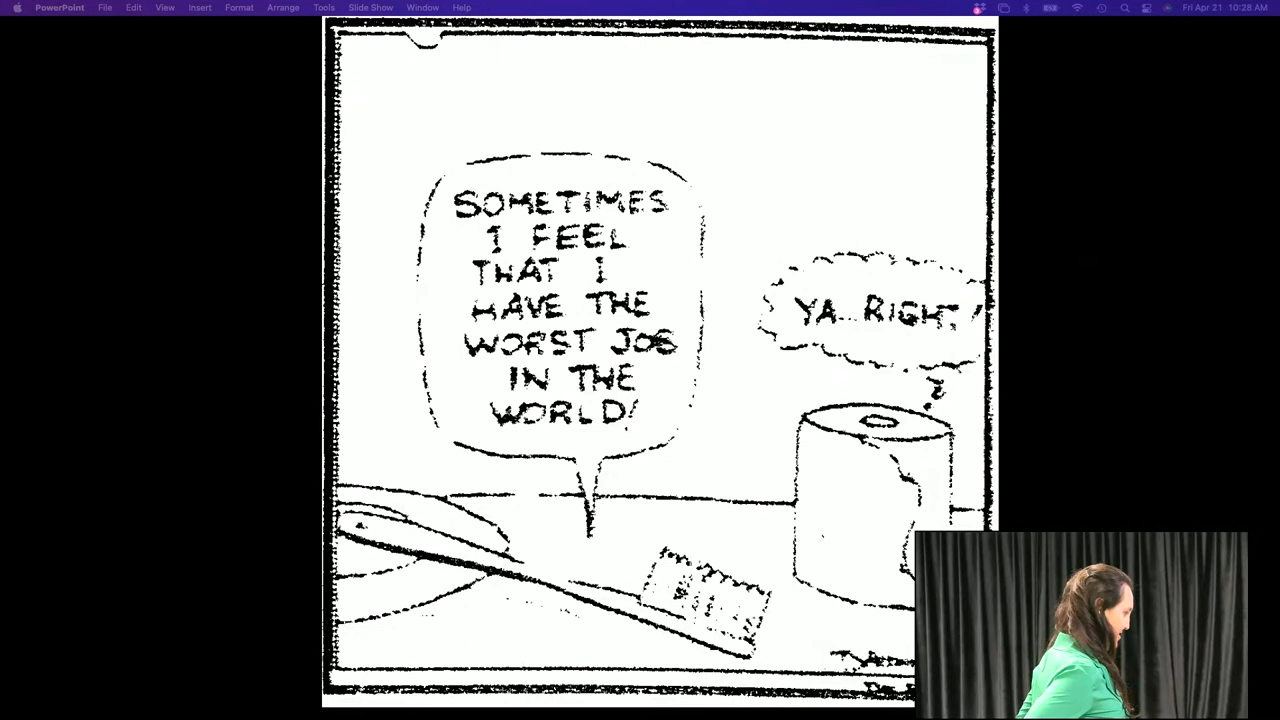 PowerPoint File Edit View Insert Format Arrange Tools Slide Show Window Help Fri Apr 21 10:28 AM
SOMETIMES
I FEEL
THAT I
HAVE THE
WORST JOB
IN THE
WORLD!
YA...RIGHT!